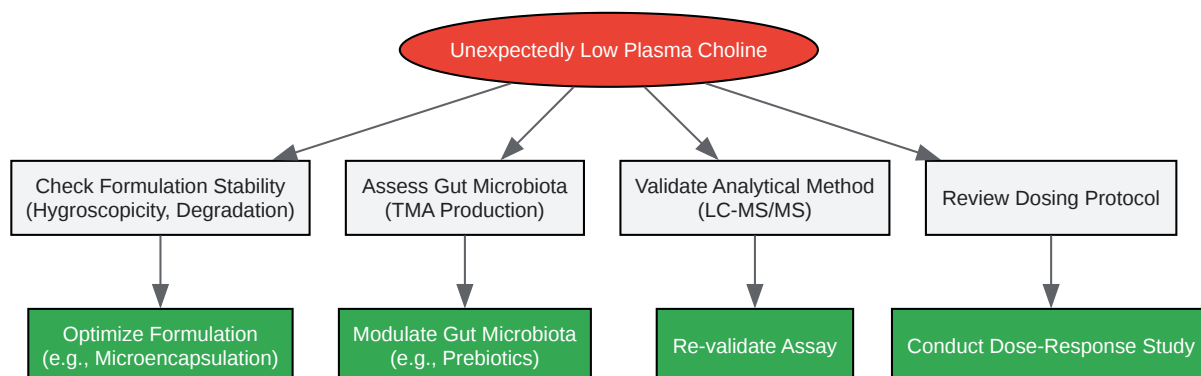 Unexpectedly Low Plasma Choline
Check Formulation Stability
(Hygroscopicity, Degradation)
Assess Gut Microbiota
(TMA Production)
Validate Analytical Method
(LC-MS/MS)
Review Dosing Protocol
Optimize Formulation
(e.g., Microencapsulation)
Modulate Gut Microbiota
(e.g., Prebiotics)
Re-validate Assay
Conduct Dose-Response Study